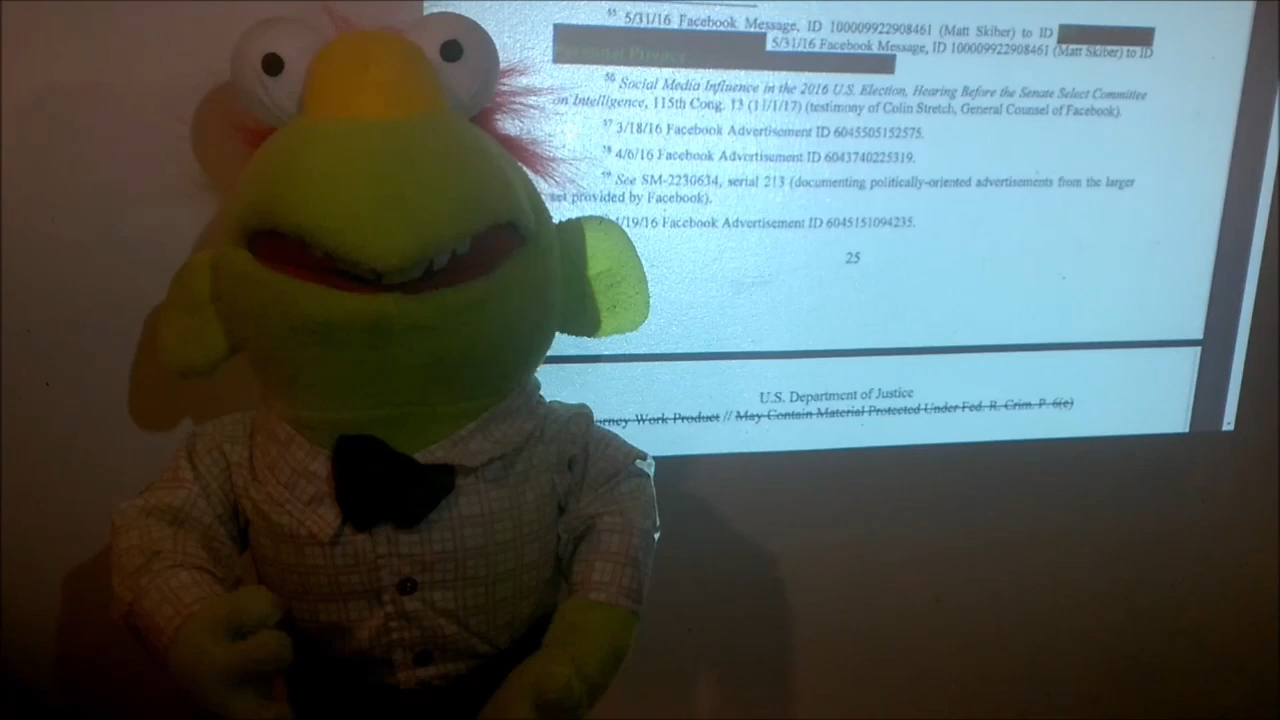 55 5/31/16 Facebook Message, ID 100009922908461 (Matt Skiber) to ID
Personal Privacy 5/31/16 Facebook Message, ID 100009922908461 (Matt Skiber) to ID
56 Social Media Influence in the 2016 U.S. Election, Hearing Before the Senate Select Committee
on Intelligence, 115th Cong. 13 (11/1/17) (testimony of Colin Stretch, General Counsel of Facebook).
57 3/18/16 Facebook Advertisement ID 6045505152575.
58 4/6/16 Facebook Advertisement ID 6043740225319.
59 See SM-2230634, serial 213 (documenting politically-oriented advertisements from the larger
set provided by Facebook).
/19/16 Facebook Advertisement ID 6045151094235.
25
U.S. Department of Justice
orney Work Product // May Contain Material Protected Under Fed. R. Crim. P. 6(e)